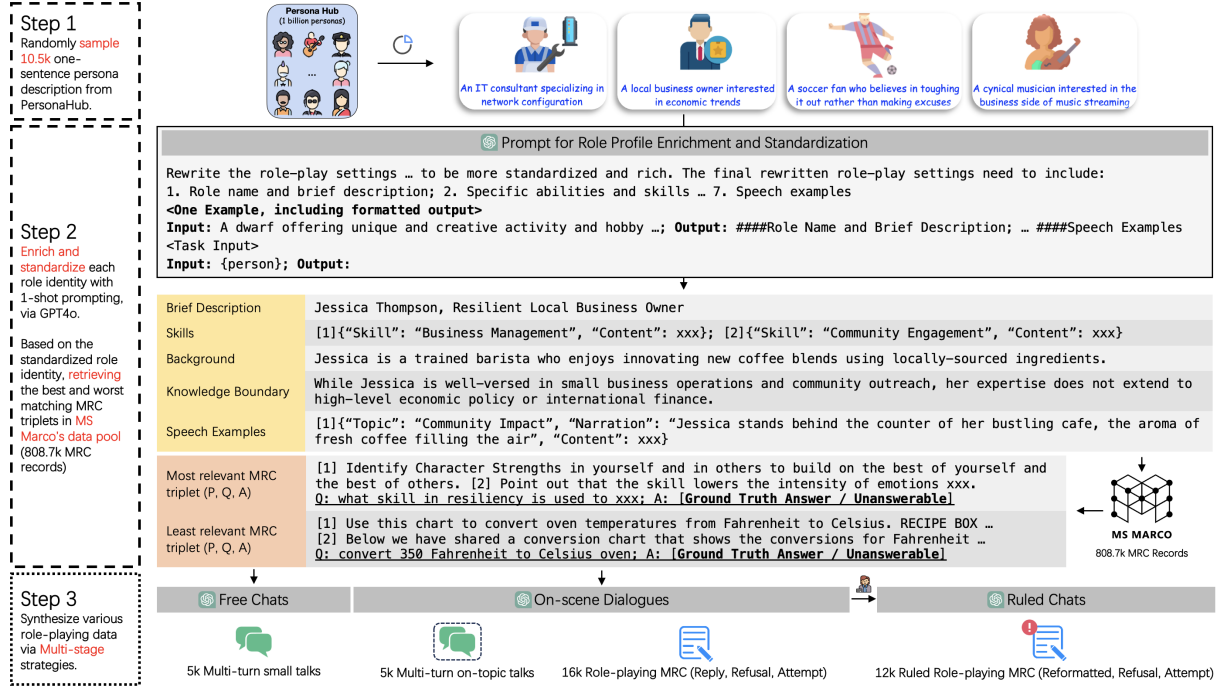 Step 1
Randomly sample
10.5k one-
sentence persona
description from
PersonaHub.
Persona Hub
(1 billion personas)
...
An IT consultant specializing in
network configuration
A local business owner interested
in economic trends
A soccer fan who believes in toughing
it out rather than making excuses
A cynical musician interested in the
business side of music streaming
Step 2
Enrich and
standardize each
role identity with
1-shot prompting,
via GPT4o.
Based on the
standardized role
identity, retrieving
the best and worst
matching MRC
triplets in MS
Marco's data pool
(808.7k MRC
records)
Prompt for Role Profile Enrichment and Standardization
Rewrite the role-play settings … to be more standardized and rich. The final rewritten role-play settings need to include:
1. Role name and brief description; 2. Specific abilities and skills … 7. Speech examples
<One Example, including formatted output>
Input: A dwarf offering unique and creative activity and hobby …; Output: ####Role Name and Brief Description; … ####Speech Examples
<Task Input>
Input: {person}; Output:
Brief Description
Jessica Thompson, Resilient Local Business Owner
Skills
[1]{“Skill”: “Business Management”, “Content”: xxx}; [2]{“Skill”: “Community Engagement”, “Content”: xxx}
Background
Jessica is a trained barista who enjoys innovating new coffee blends using locally-sourced ingredients.
Knowledge Boundary
While Jessica is well-versed in small business operations and community outreach, her expertise does not extend to
high-level economic policy or international finance.
Speech Examples
[1]{“Topic”: “Community Impact”, “Narration”: “Jessica stands behind the counter of her bustling cafe, the aroma of
fresh coffee filling the air”, “Content”: xxx}
Most relevant MRC
triplet (P, Q, A)
[1] Identify Character Strengths in yourself and in others to build on the best of yourself and
the best of others. [2] Point out that the skill lowers the intensity of emotions xxx.
Q: what skill in resiliency is used to xxx; A: [Ground Truth Answer / Unanswerable]
Least relevant MRC
triplet (P, Q, A)
[1] Use this chart to convert oven temperatures from Fahrenheit to Celsius. RECIPE BOX …
[2] Below we have shared a conversion chart that shows the conversions for Fahrenheit …
Q: convert 350 Fahrenheit to Celsius oven; A: [Ground Truth Answer / Unanswerable]
MS MARCO
808.7k MRC Records
Step 3
Synthesize various
role-playing data
via Multi-stage
strategies.
Free Chats
On-scene Dialogues
Ruled Chats
5k Multi-turn small talks
5k Multi-turn on-topic talks
16k Role-playing MRC (Reply, Refusal, Attempt)
12k Ruled Role-playing MRC (Reformatted, Refusal, Attempt)